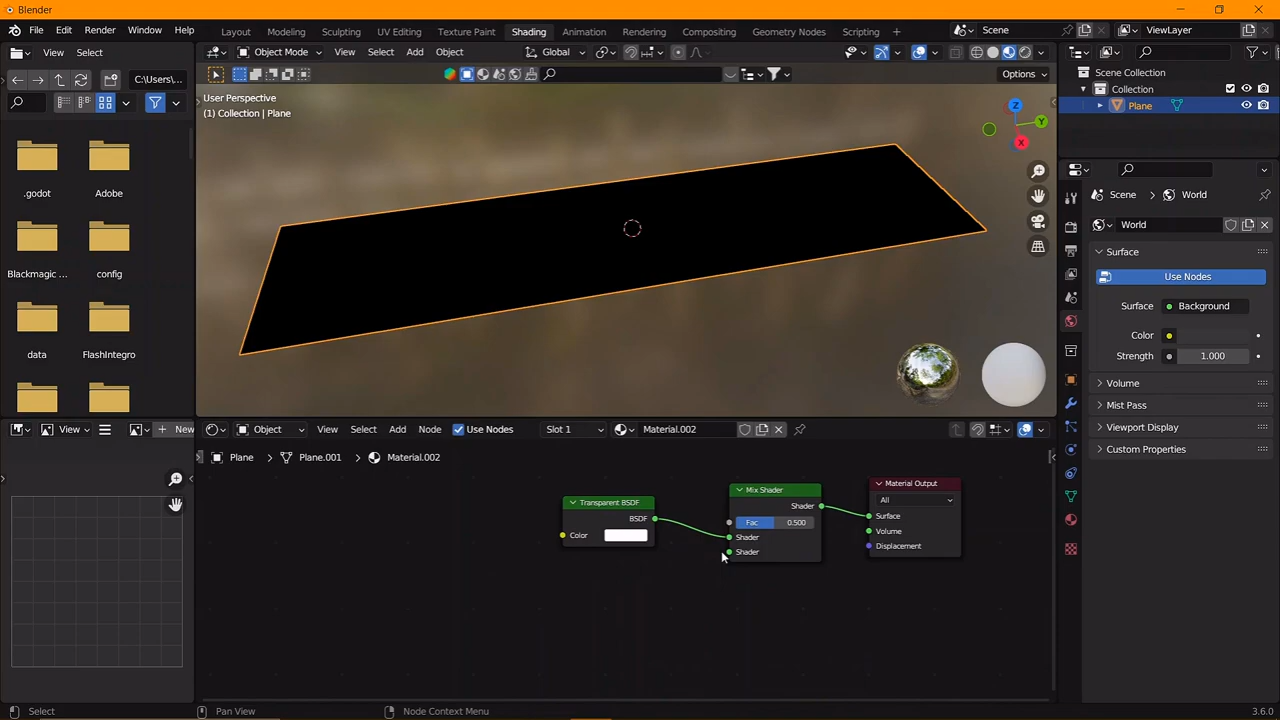 Blender
File Edit Render Window Help
Layout Modeling Sculpting UV Editing Texture Paint Shading Animation Rendering Compositing Geometry Nodes Scripting +
Scene
ViewLayer
View Select
Object Mode View Select Add Object
Global
C:\Users\...
Options
User Perspective
(1) Collection | Plane
Z
Y
X
.godot
Adobe
Blackmagic ...
config
data
FlashIntegro
Scene Collection
Collection
Plane
Scene > World
World
Surface
Use Nodes
Surface Background
Color
Strength 1.000
Volume
Mist Pass
Viewport Display
Custom Properties
View
+ New
Object View Select Add Node Use Nodes Slot 1 Material.002
Plane > Plane.001 > Material.002
Transparent BSDF
BSDF
Color
Mix Shader
Shader
Fac 0.500
Shader
Shader
Material Output
All
Surface
Volume
Displacement
Select
Pan View
Node Context Menu
3.6.0